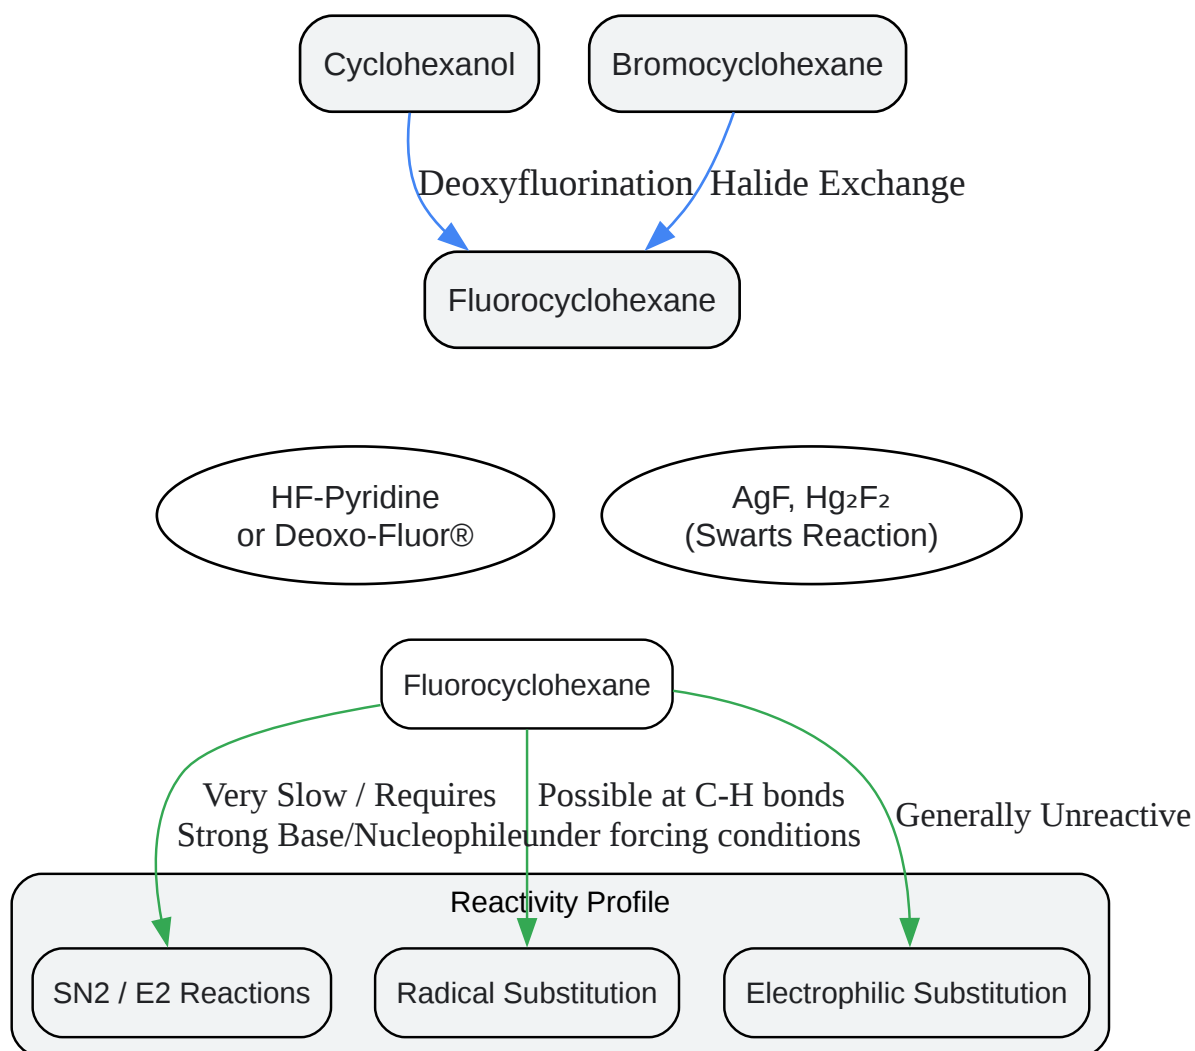 Cyclohexanol
Bromocyclohexane
Deoxyfluorination
Halide Exchange
Fluorocyclohexane
HF-Pyridine
or Deoxo-Fluor®
AgF, Hg₂F₂
(Swarts Reaction)
Fluorocyclohexane
Very Slow / Requires
Strong Base/Nucleophile
Possible at C-H bonds
under forcing conditions
Generally Unreactive
Reactivity Profile
SN2 / E2 Reactions
Radical Substitution
Electrophilic Substitution